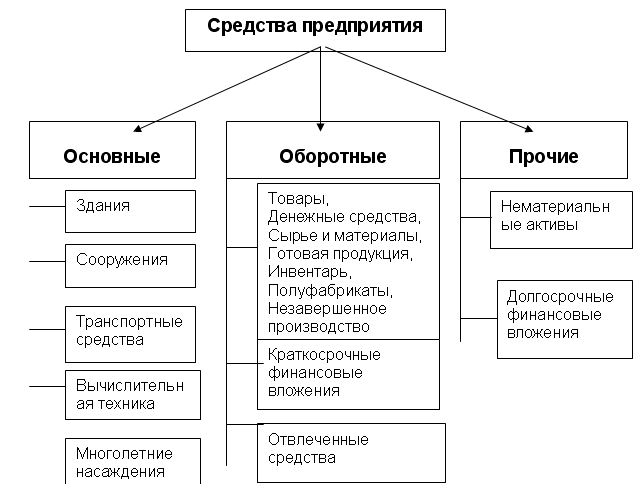 Средства предприятия
Основные
Здания
Сооружения
Транспортные
средства
Вычислительн
ая техника
Многолетние
насаждения
Оборотные
Товары,
Денежные средства,
Сырье и материалы,
Готовая продукция,
Инвентарь,
Полуфабрикаты,
Незавершенное
производство
Краткосрочные
финансовые
вложения
Отвлеченные
средства
Прочие
Нематериальн
ые активы
Долгосрочные
финансовые
вложения